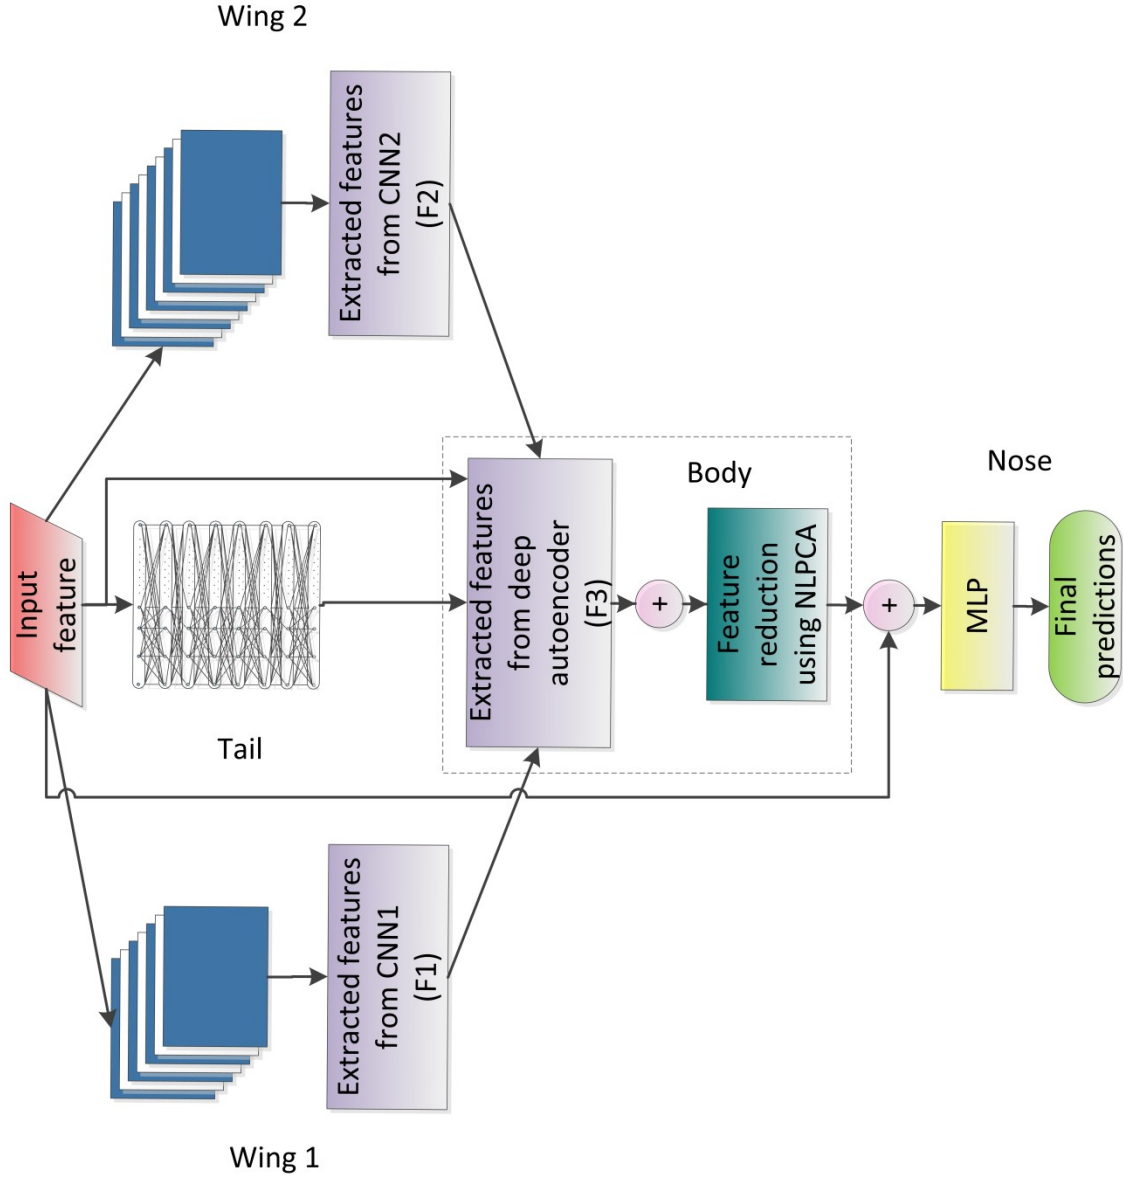 Wing 2
Extracted features
from CNN2
(F2)
Input
feature
Tail
Extracted features
from deep
autoencoder
(F3)
+
Body
Feature
reduction
using NLPCA
+
Nose
MLP
Final
predictions
Extracted features
from CNN1
(F1)
Wing 1